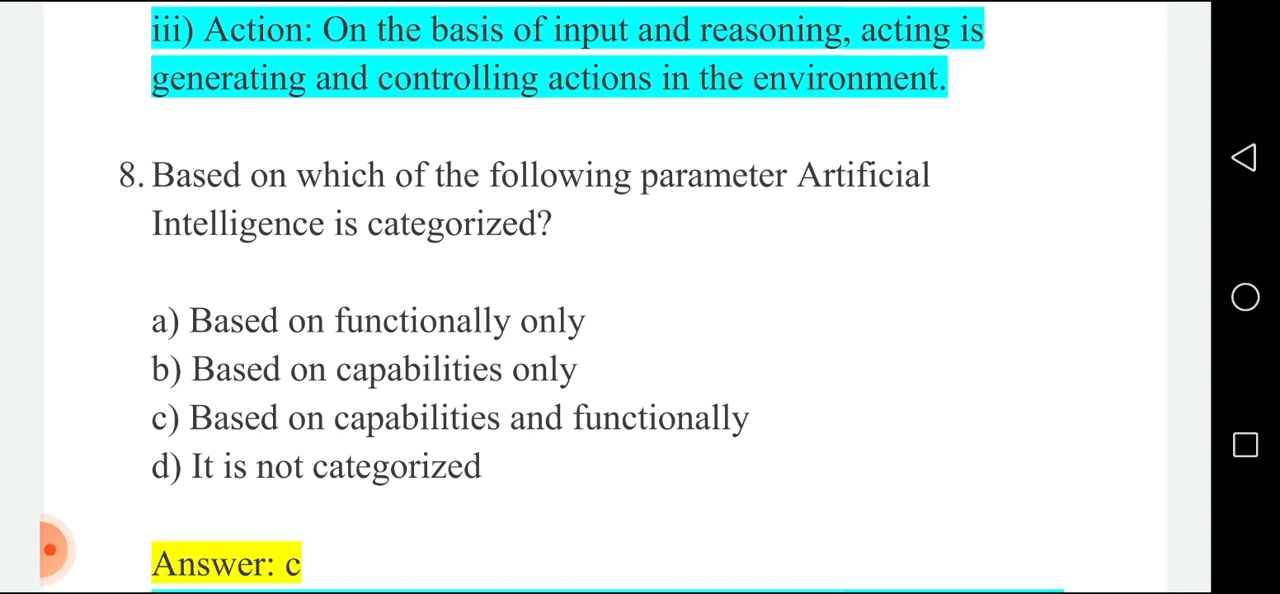 iii) Action: On the basis of input and reasoning, acting is
generating and controlling actions in the environment.
8. Based on which of the following parameter Artificial
Intelligence is categorized?
a) Based on functionally only
b) Based on capabilities only
c) Based on capabilities and functionally
d) It is not categorized
Answer: c